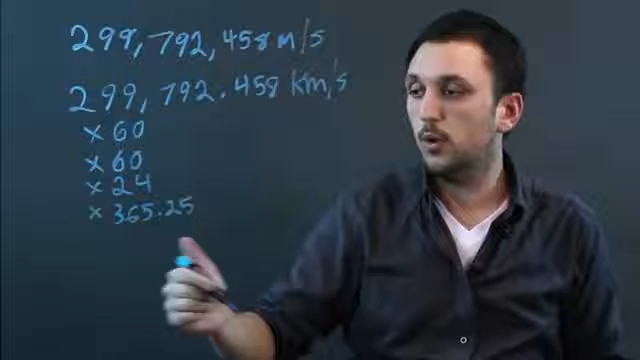 299,792,458 m/s
299,792.458 km/s
x 60
x 60
x 24
x 365.25